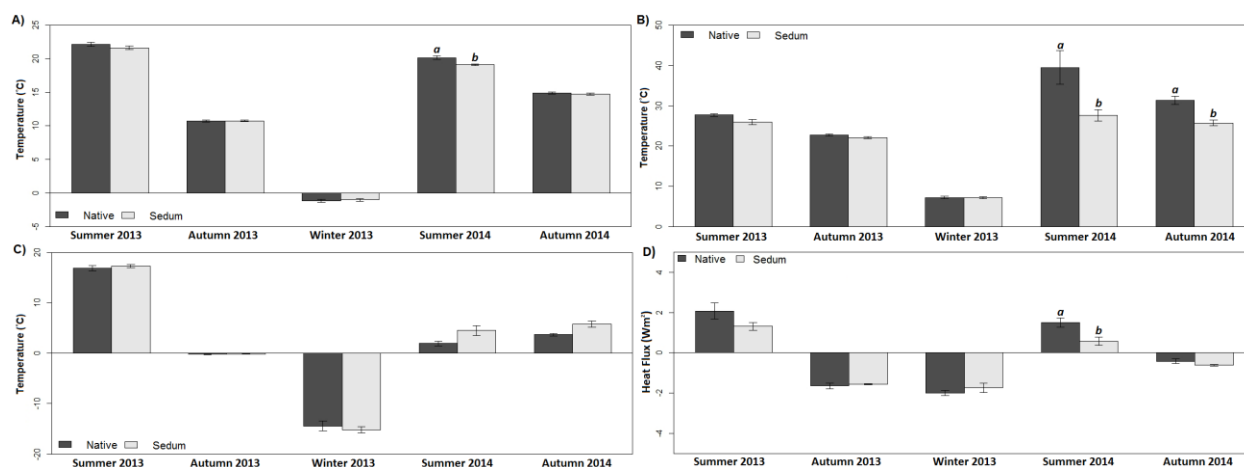 A)
Temperature (˚C)
25
20
15
10
5
0
-5
a
b
Native
Sedum
Summer 2013
Autumn 2013
Winter 2013
Summer 2014
Autumn 2014
B)
Temperature (˚C)
50
40
30
20
10
0
Native
Sedum
a
b
a
b
Summer 2013
Autumn 2013
Winter 2013
Summer 2014
Autumn 2014
C)
Temperature (˚C)
20
10
0
-10
-20
Native
Sedum
Summer 2013
Autumn 2013
Winter 2013
Summer 2014
Autumn 2014
D)
Heat Flux (Wm²)
4
2
0
-2
-4
Native
Sedum
a
b
Summer 2013
Autumn 2013
Winter 2013
Summer 2014
Autumn 2014